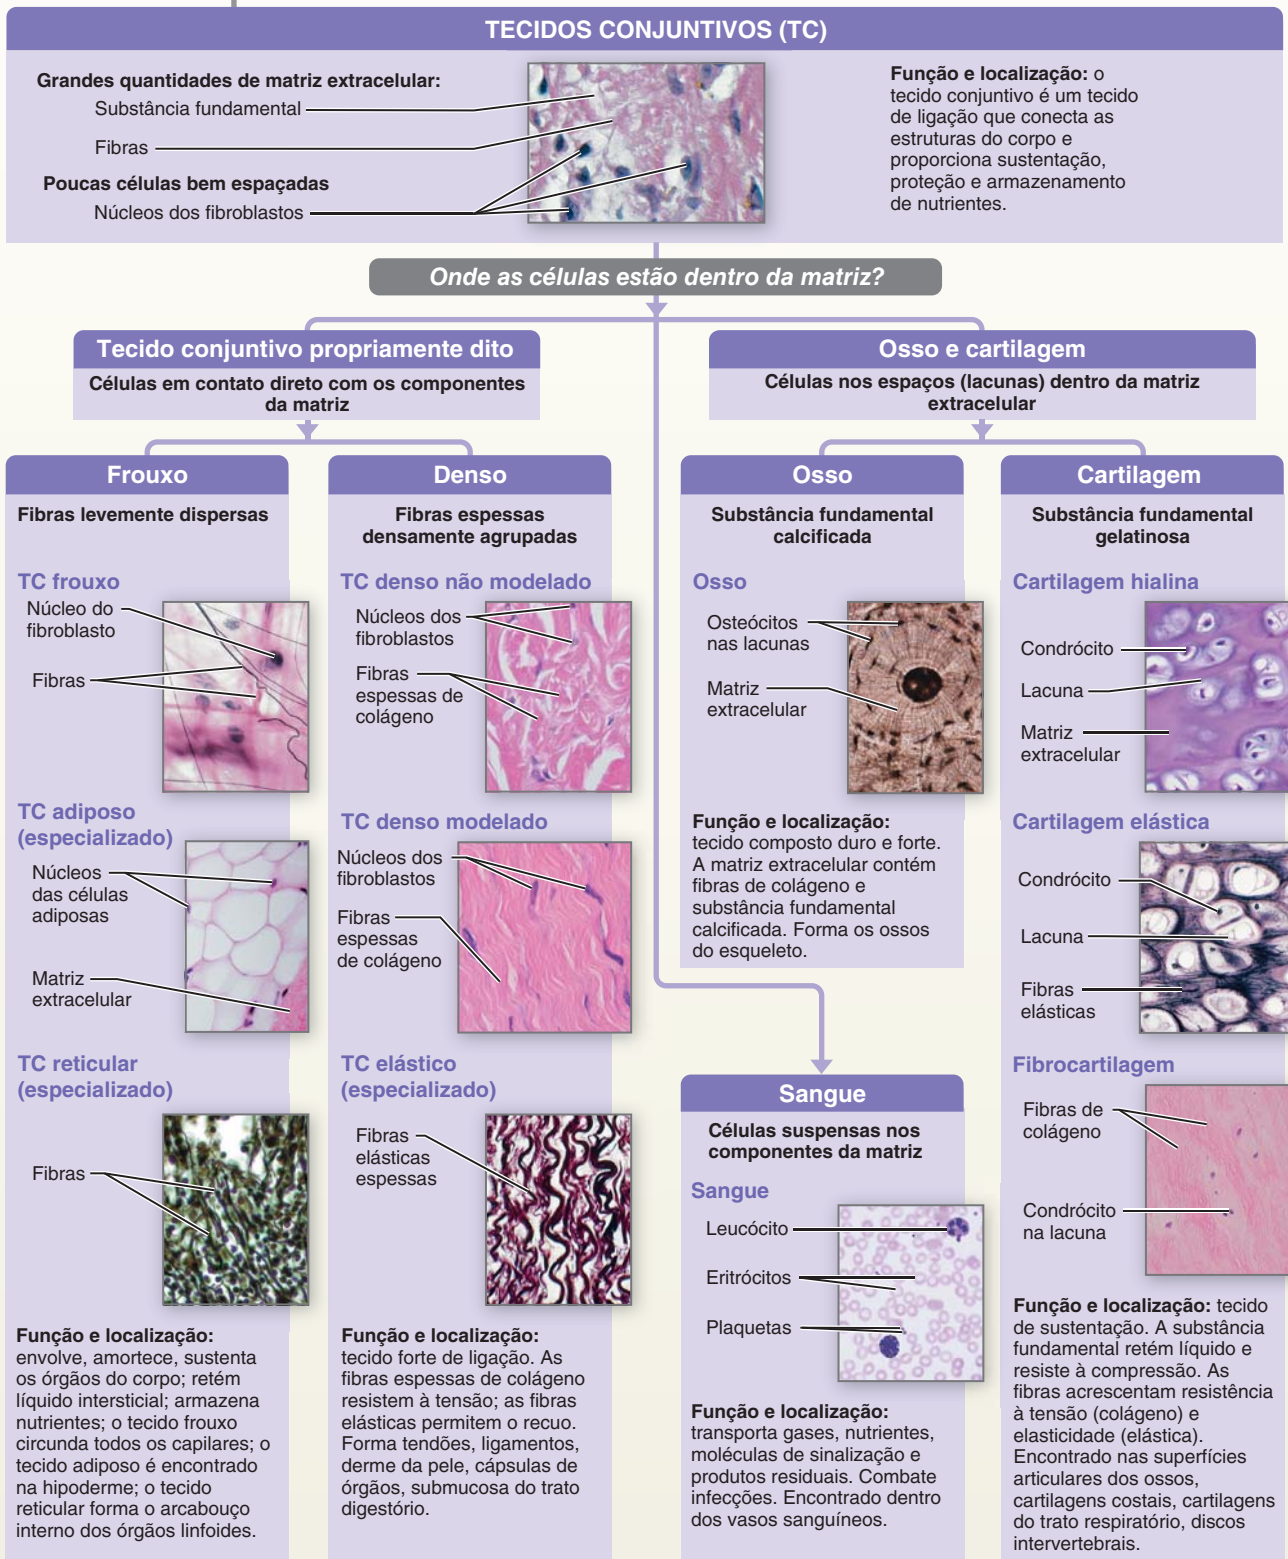 TECIDOS CONJUNTIVOS (TC)
Grandes quantidades de matriz extracelular:
Substância fundamental
Fibras
Poucas células bem espaçadas
Núcleos dos fibroblastos
Função e localização: o
tecido conjuntivo é um tecido
de ligação que conecta as
estruturas do corpo e
proporciona sustentação,
proteção e armazenamento
de nutrientes.
Onde as células estão dentro da matriz?
Tecido conjuntivo propriamente dito
Células em contato direto com os componentes
da matriz
Osso e cartilagem
Células nos espaços (lacunas) dentro da matriz
extracelular
Frouxo
Fibras levemente dispersas
TC frouxo
Núcleo do
fibroblasto
Fibras
TC adiposo
(especializado)
Núcleos
das células
adiposas
Matriz
extracelular
TC reticular
(especializado)
Fibras
Função e localização:
envolve, amortece, sustenta
os órgãos do corpo; retém
líquido intersticial; armazena
nutrientes; o tecido frouxo
circunda todos os capilares; o
tecido adiposo é encontrado
na hipoderme; o tecido
reticular forma o arcabouço
interno dos órgãos linfoides.
Denso
Fibras espessas
densamente agrupadas
TC denso não modelado
Núcleos dos
fibroblastos
Fibras
espessas de
colágeno
TC denso modelado
Núcleos dos
fibroblastos
Fibras
espessas
de colágeno
TC elástico
(especializado)
Fibras
elásticas
espessas
Função e localização:
tecido forte de ligação. As
fibras espessas de colágeno
resistem à tensão; as fibras
elásticas permitem o recuo.
Forma tendões, ligamentos,
derme da pele, cápsulas de
órgãos, submucosa do trato
digestório.
Osso
Substância fundamental
calcificada
Osso
Osteócitos
nas lacunas
Matriz
extracelular
Função e localização:
tecido composto duro e forte.
A matriz extracelular contém
fibras de colágeno e
substância fundamental
calcificada. Forma os ossos
do esqueleto.
Sangue
Células suspensas nos
componentes da matriz
Sangue
Leucócito
Eritrócitos
Plaquetas
Função e localização:
transporta gases, nutrientes,
moléculas de sinalização e
produtos residuais. Combate
infecções. Encontrado dentro
dos vasos sanguíneos.
Cartilagem
Substância fundamental
gelatinosa
Cartilagem hialina
Condrócito
Lacuna
Matriz
extracelular
Cartilagem elástica
Condrócito
Lacuna
Fibras
elásticas
Fibrocartilagem
Fibras de
colágeno
Condrócito
na lacuna
Função e localização: tecido
de sustentação. A substância
fundamental retém líquido e
resiste à compressão. As
fibras acrescentam resistência
à tensão (colágeno) e
elasticidade (elástica).
Encontrado nas superfícies
articulares dos ossos,
cartilagens costais, cartilagens
do trato respiratório, discos
intervertebrais.